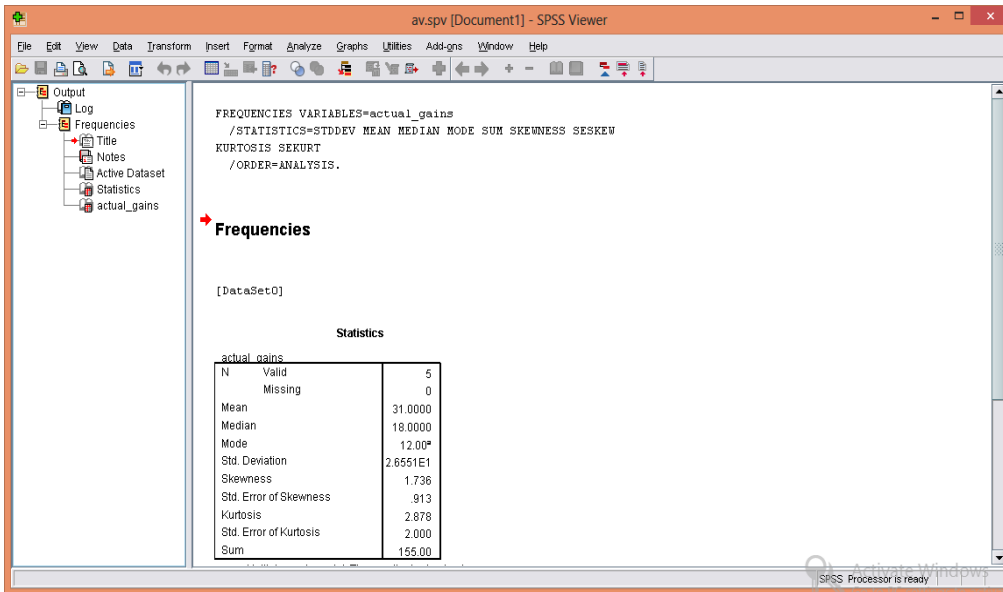 av.spv [Document1] - SPSS Viewer
File Edit View Data Transform Insert Format Analyze Graphs Utilities Add-ons Window Help
Output
Log
Frequencies
Title
Notes
Active Dataset
Statistics
actual_gains
FREQUENCIES VARIABLES=actual_gains
/STATISTICS=STDDEV MEAN MEDIAN MODE SUM SKEWNESS SESKEW
KURTOSIS SEKURT
/ORDER=ANALYSIS.
Frequencies
[DataSet0]
Statistics
actual_gains
N Valid 5
Missing 0
Mean 31.0000
Median 18.0000
Mode 12.00a
Std. Deviation 2.6551E1
Skewness 1.736
Std. Error of Skewness .913
Kurtosis 2.878
Std. Error of Kurtosis 2.000
Sum 155.00
Activate Windows
SPSS Processor is ready